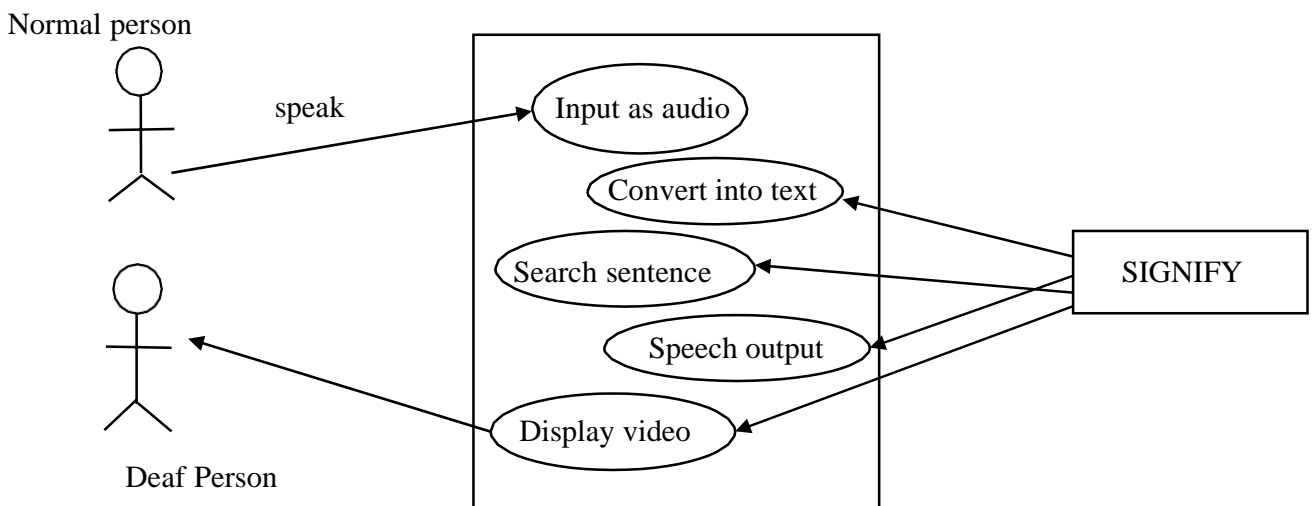 Normal person
speak
Input as audio
Convert into text
Search sentence
SIGNIFY
Speech output
Display video
Deaf Person